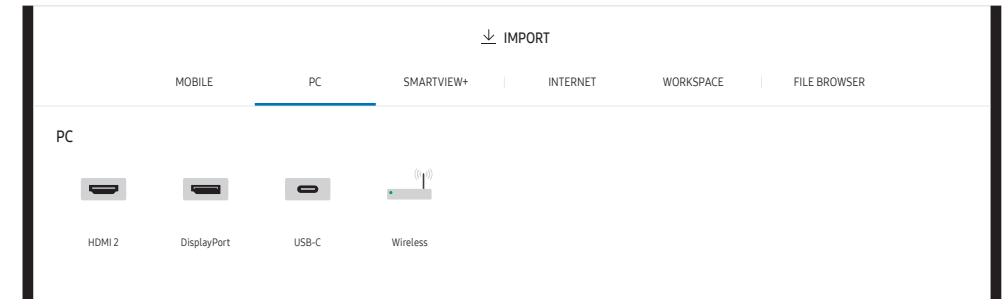 IMPORT
MOBILE PC SMARTVIEW+ INTERNET WORKSPACE FILE BROWSER
PC
HDMI 2 DisplayPort USB-C Wireless